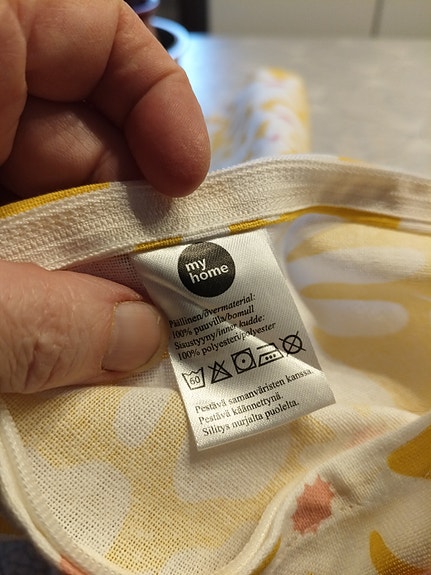 my
home
Päällinen/övermaterial:
100% puuvilla/bomull
Sisustyyny/inner kudde:
100% polyesteri/polyester
60
Pestävä samanväristen kanssa.
Pestävä käännettynä.
Silitys nurjalta puolelta.